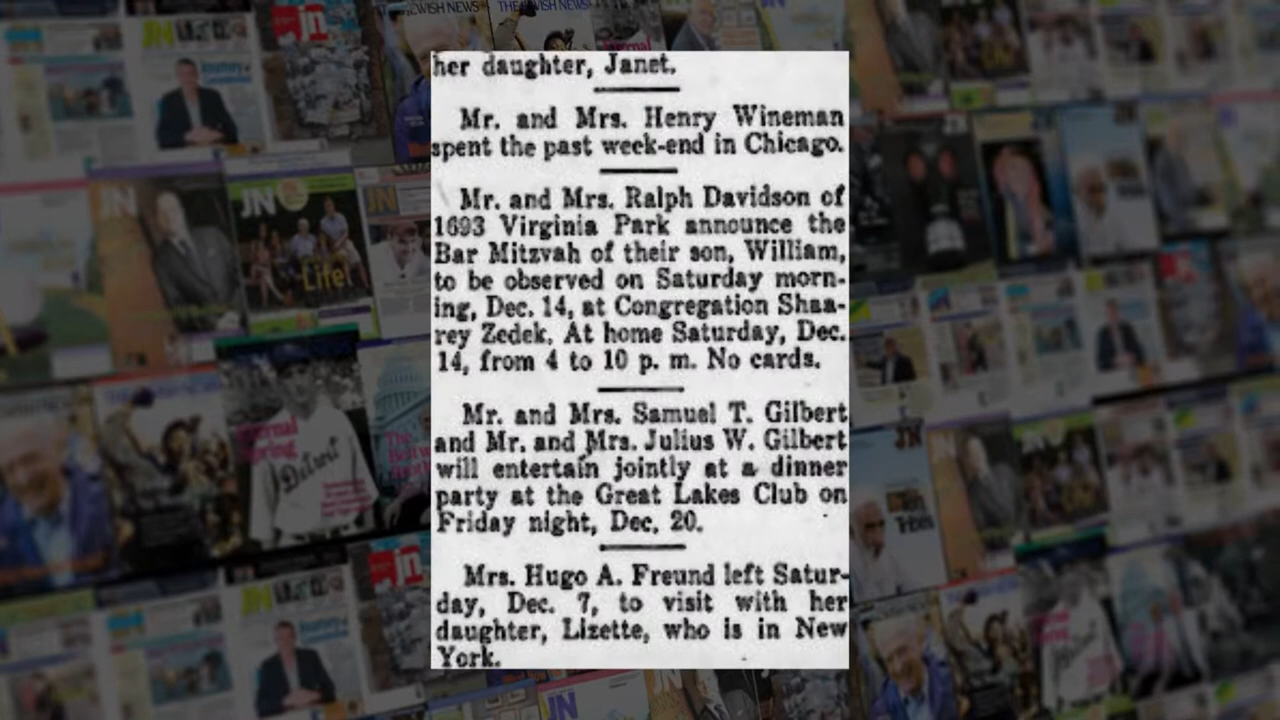 her daughter, Janet.
Mr. and Mrs. Henry Wineman
spent the past week-end in Chicago.
Mr. and Mrs. Ralph Davidson of
1693 Virginia Park announce the
Bar Mitzvah of their son, William,
to be observed on Saturday morn-
ing, Dec. 14, at Congregation Shaa-
rey Zedek. At home Saturday, Dec.
14, from 4 to 10 p. m. No cards.
Mr. and Mrs. Samuel T. Gilbert
and Mr. and Mrs. Julius W. Gilbert
will entertain jointly at a dinner
party at the Great Lakes Club on
Friday night, Dec. 20.
Mrs. Hugo A. Freund left Satur-
day, Dec. 7, to visit with her
daughter, Lizette, who is in New
York.
JN
JN
Life!
Detroit